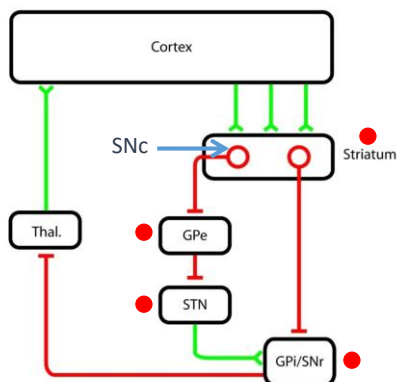 Cortex
SNc
Striatum
Thal.
GPe
STN
GPi/SNr